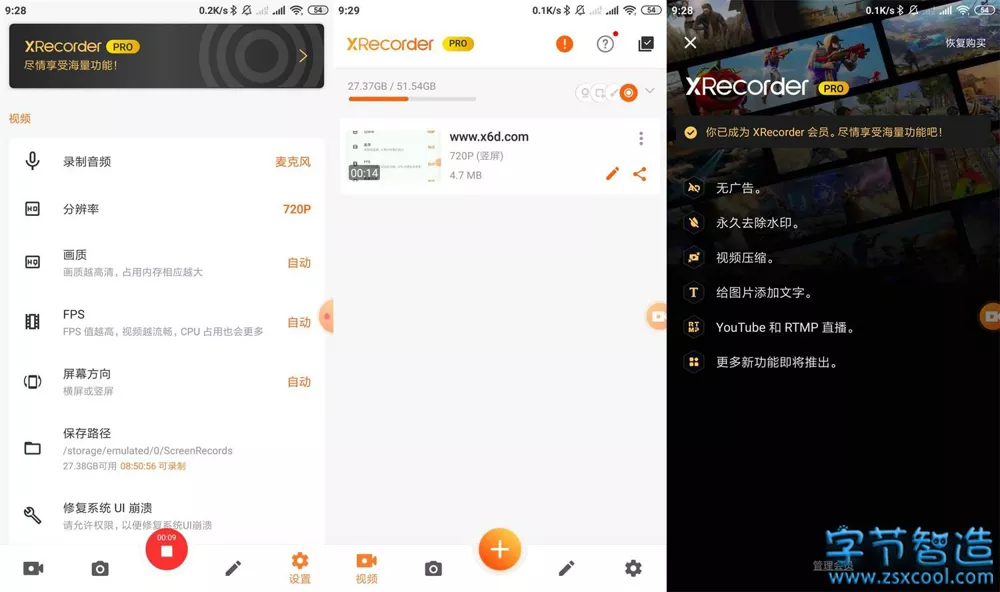 9:28
0.2K/s
54
XRecorder PRO
尽情享受海量功能！
视频
录制音频
麦克风
分辨率
720P
画质
画质越高清，占用内存相应越大
自动
FPS
FPS 值越高，视频越流畅，CPU 占用也会更多
自动
屏幕方向
横屏或竖屏
自动
保存路径
/storage/emulated/0/ScreenRecords
27.38GB可用 08:50:56 可录制
修复系统 UI 崩溃
请允许权限，以便修复系统UI崩溃
00:09
设置
9:29
0.1K/s
54
XRecorder PRO
27.37GB / 51.54GB
www.x6d.com
720P (竖屏)
00:14
4.7 MB
视频
9:28
0.1K/s
54
恢复购买
XRecorder PRO
你已成为 XRecorder 会员。尽情享受海量功能吧！
AD
无广告。
永久去除水印。
视频压缩。
T
给图片添加文字。
RT
MP
YouTube 和 RTMP 直播。
更多新功能即将推出。
管理会员
字节智造
www.zsxcool.com